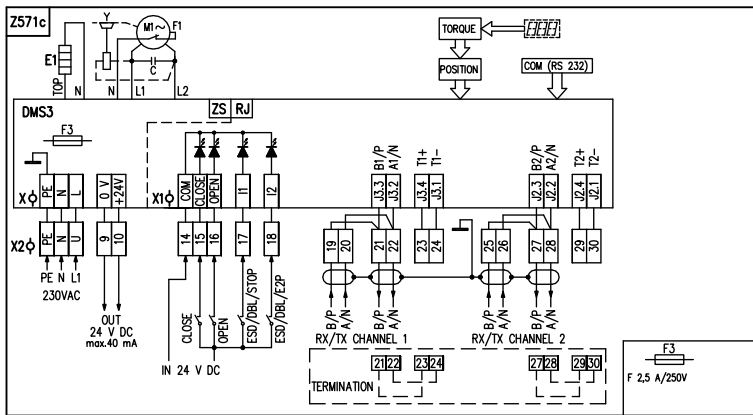 Z571c
E1
TOP
N
Y
M1~
F1
C
N
L1
L2
TORQUE
POSITION
COM (RS 232)
DMS3
ZS RJ
F3
X
PE N L
0 V
+24V
X1
COM CLOSE OPEN
I1
I2
B1/P
A1/N
T1+
T1-
J3.3 J3.2
J3.4 J3.1
B2/P
A2/N
T2+
T2-
J2.3 J2.2
J2.4 J2.1
X2
PE N U
9 10
14 15 16
17
18
19 20
21 22
23 24
25 26
27 28
29 30
PE N L1
230VAC
OUT
24 V DC
max.40 mA
CLOSE
OPEN
ESD/DBL/STOP
ESD/DBL/E2P
IN 24 V DC
B/P
A/N
B/P
A/N
RX/TX CHANNEL 1
B/P
A/N
B/P
A/N
RX/TX CHANNEL 2
21 22 23 24
27 28 29 30
TERMINATION
F3
F 2,5 A/250V